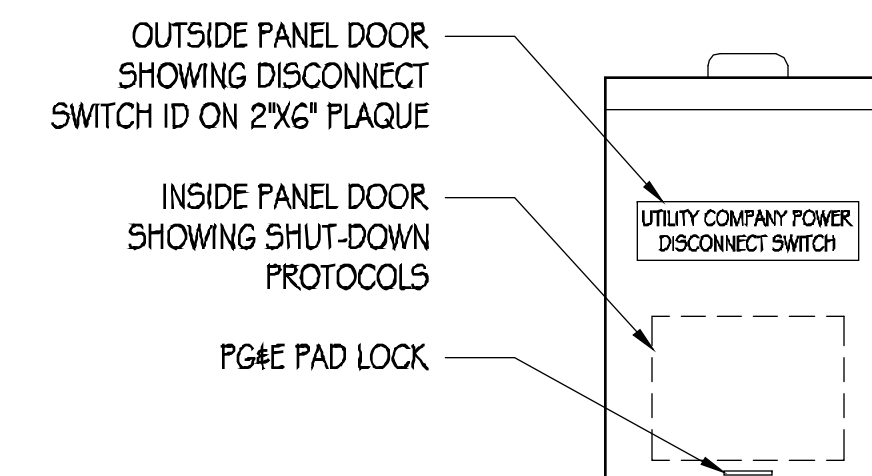 OUTSIDE PANEL DOOR
SHOWING DISCONNECT
SWITCH ID ON 2"X6" PLAQUE
INSIDE PANEL DOOR
SHOWING SHUT-DOWN
PROTOCOLS
PG&E PAD LOCK
UTILITY COMPANY POWER
DISCONNECT SWITCH